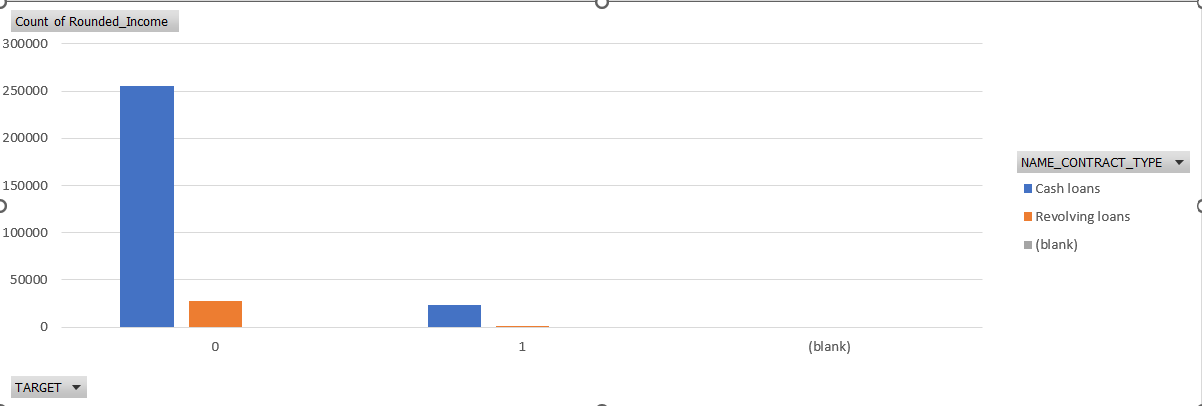 Count of Rounded_Income
300000
250000
200000
150000
100000
50000
0
0 1 (blank)
NAME_CONTRACT_TYPE
Cash loans
Revolving loans
(blank)
TARGET